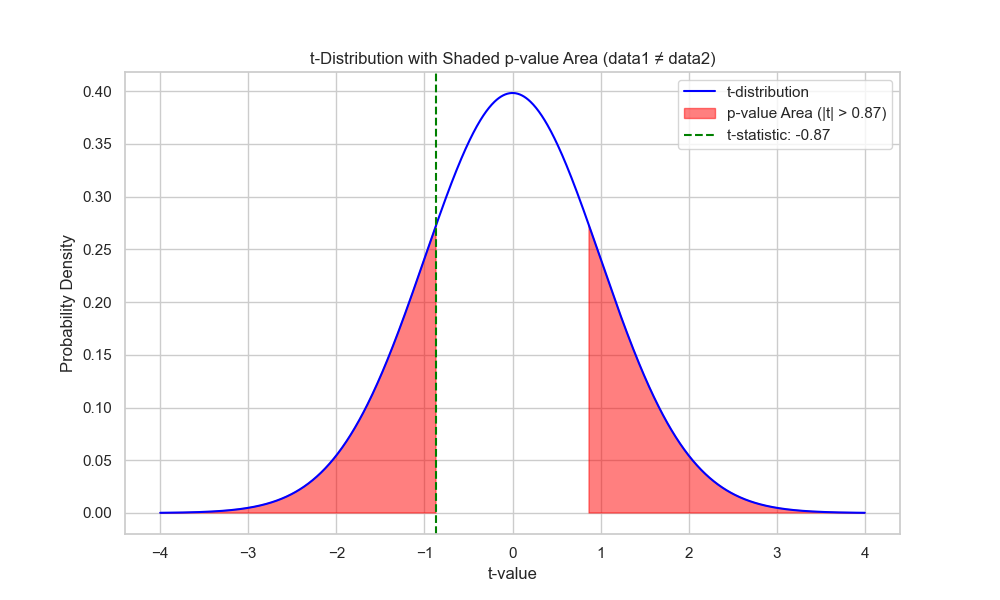 t-Distribution with Shaded p-value Area (data1 ≠ data2)
t-distribution
p-value Area (|t| > 0.87)
t-statistic: -0.87
Probability Density
0.40
0.35
0.30
0.25
0.20
0.15
0.10
0.05
0.00
−4 −3 −2 −1 0 1 2 3 4
t-value